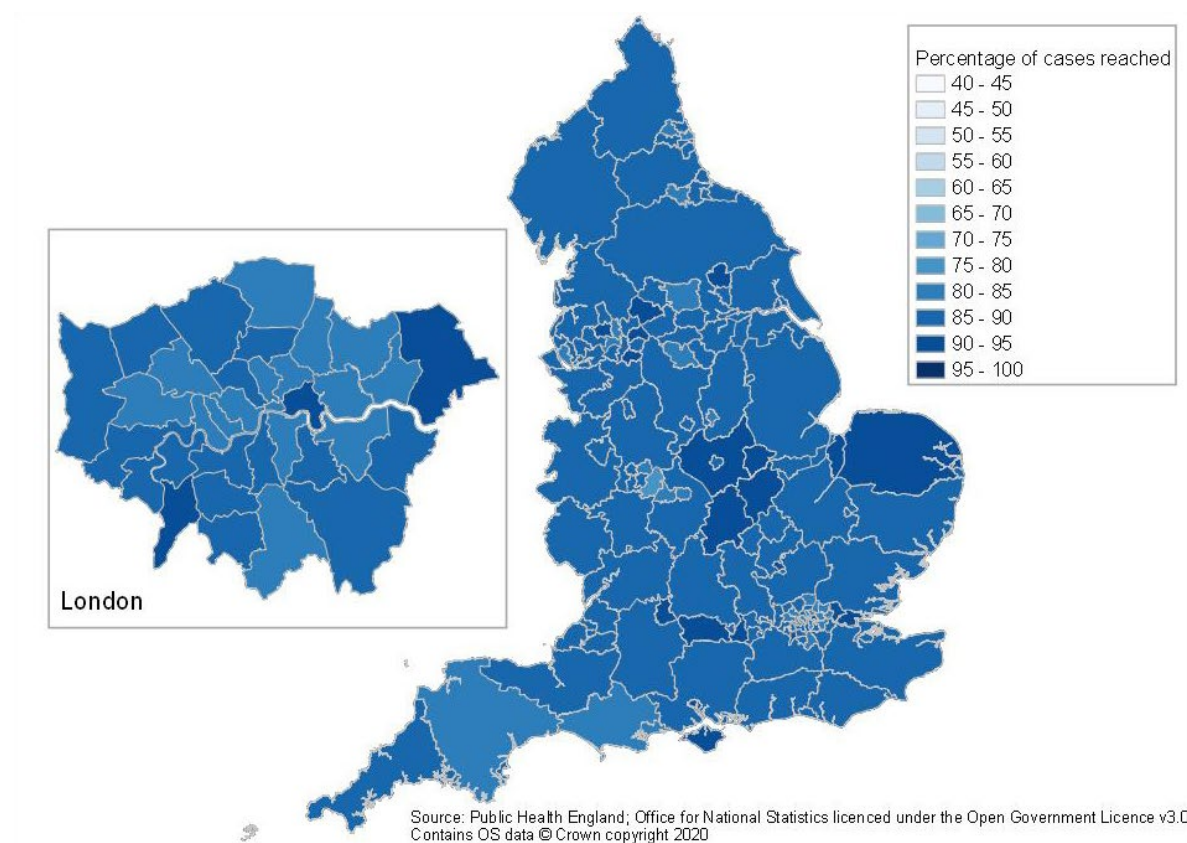 Percentage of cases reached
40 - 45
45 - 50
50 - 55
55 - 60
60 - 65
65 - 70
70 - 75
75 - 80
80 - 85
85 - 90
90 - 95
95 - 100
London
Source: Public Health England; Office for National Statistics licenced under the Open Government Licence v3.0
Contains OS data © Crown copyright 2020